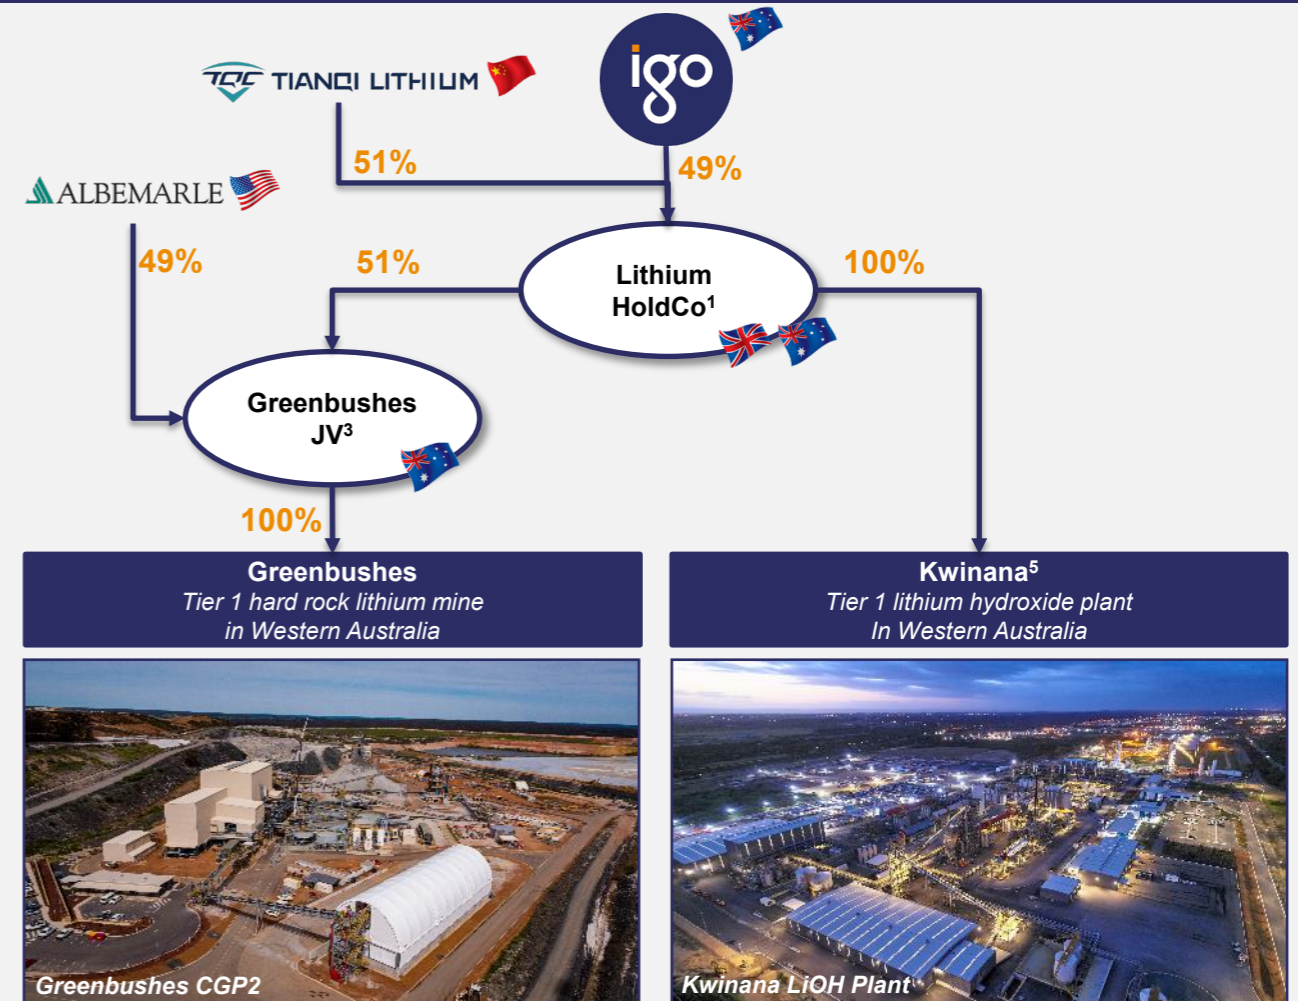 igo
TQC TIANQI LITHIUM
51%
49%
ALBEMARLE
49%
51%
100%
Lithium
HoldCo¹
Greenbushes
JV³
100%
Greenbushes
Tier 1 hard rock lithium mine
in Western Australia
Kwinana⁵
Tier 1 lithium hydroxide plant
In Western Australia
Greenbushes CGP2
Kwinana LiOH Plant